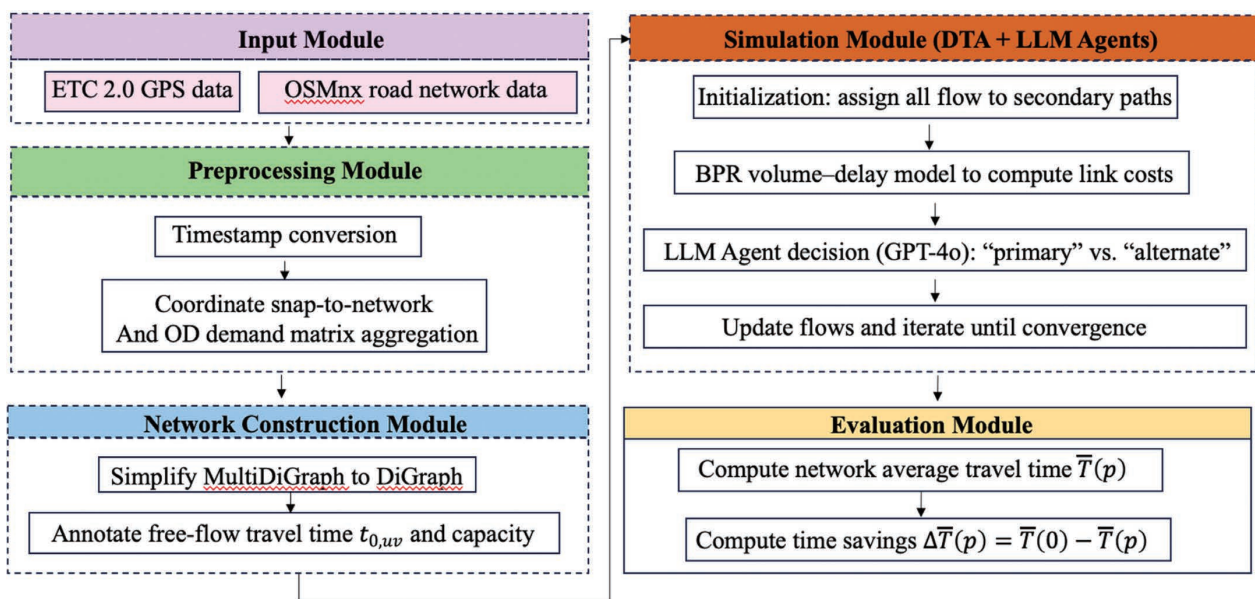 Input Module
ETC 2.0 GPS data
OSMnx road network data
Preprocessing Module
Timestamp conversion
Coordinate snap-to-network
And OD demand matrix aggregation
Network Construction Module
Simplify MultiDiGraph to DiGraph
Annotate free-flow travel time t₀,ᵤᵥ and capacity
Simulation Module (DTA + LLM Agents)
Initialization: assign all flow to secondary paths
BPR volume–delay model to compute link costs
LLM Agent decision (GPT-4o): “primary” vs. “alternate”
Update flows and iterate until convergence
Evaluation Module
Compute network average travel time T̅(p)
Compute time savings ΔT̅(p) = T̅(0) − T̅(p)